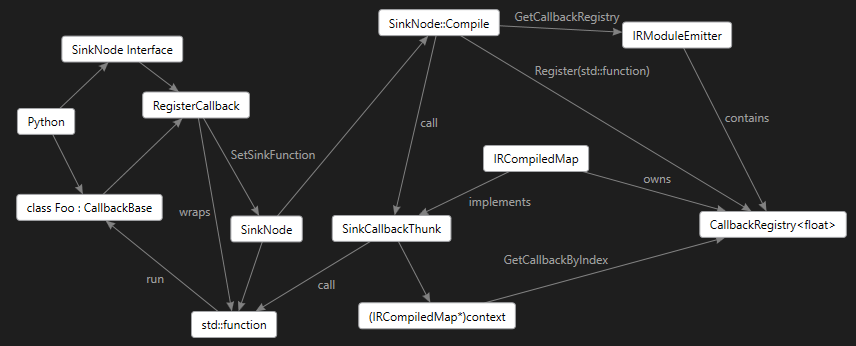 GetCallbackRegistry
SinkNode::Compile
IRModuleEmitter
SinkNode Interface
Register(std::function)
RegisterCallback
Python
call
contains
SetSinkFunction
IRCompiledMap
owns
implements
class Foo : CallbackBase
wraps
SinkNode
SinkCallbackThunk
CallbackRegistry<float>
GetCallbackByIndex
run
call
(IRCompiledMap*)context
std::function